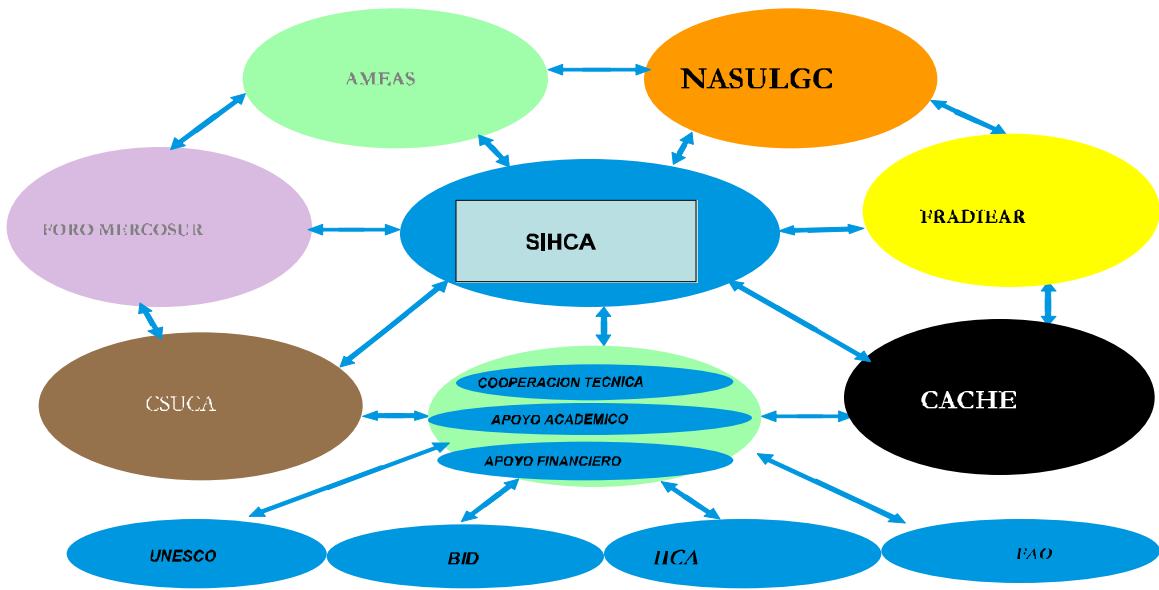 AMEAS
NASULGC
FORO MERCOSUR
SIHCA
FRADIEAR
CSUCA
COOPERACION TECNICA
APOYO ACADEMICO
APOYO FINANCIERO
CACHE
UNESCO
BID
IICA
FAO